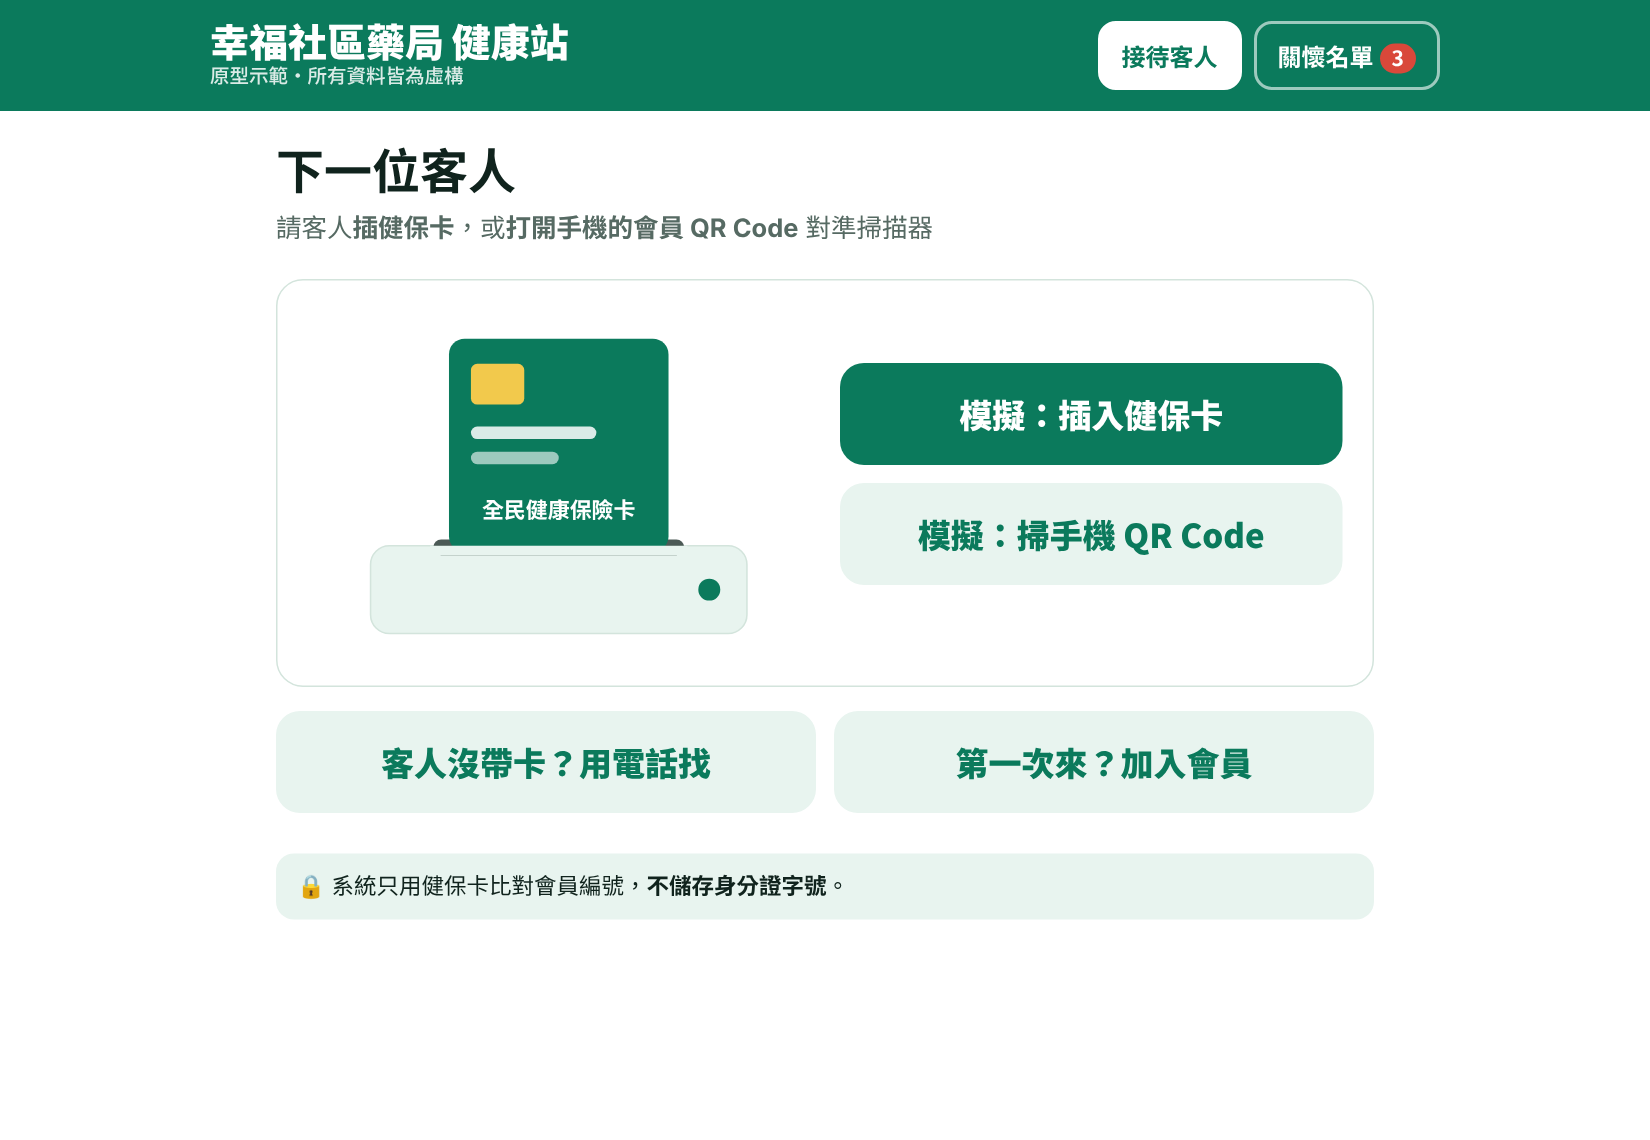 幸福社區藥局 健康站
原型示範・所有資料皆為虛構
接待客人
關懷名單 3
下一位客人
請客人插健保卡，或打開手機的會員 QR Code 對準掃描器
全民健康保險卡
模擬：插入健保卡
模擬：掃手機 QR Code
客人沒帶卡？用電話找
第一次來？加入會員
🔒 系統只用健保卡比對會員編號，不儲存身分證字號。